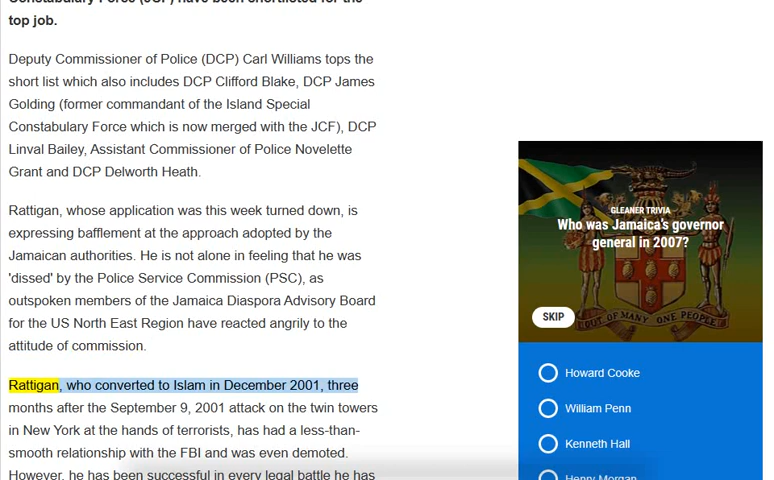 Constabulary Force (JCF) have been shortlisted for the
top job.
Deputy Commissioner of Police (DCP) Carl Williams tops the
short list which also includes DCP Clifford Blake, DCP James
Golding (former commandant of the Island Special
Constabulary Force which is now merged with the JCF), DCP
Linval Bailey, Assistant Commissioner of Police Novelette
Grant and DCP Delworth Heath.
Rattigan, whose application was this week turned down, is
expressing bafflement at the approach adopted by the
Jamaican authorities. He is not alone in feeling that he was
'dissed' by the Police Service Commission (PSC), as
outspoken members of the Jamaica Diaspora Advisory Board
for the US North East Region have reacted angrily to the
attitude of commission.
Rattigan, who converted to Islam in December 2001, three
months after the September 9, 2001 attack on the twin towers
in New York at the hands of terrorists, has had a less-than-
smooth relationship with the FBI and was even demoted.
However, he has been successful in every legal battle he has
GLEANER TRIVIA
Who was Jamaica's governor
general in 2007?
SKIP
OUT OF MANY ONE PEOPLE
Howard Cooke
William Penn
Kenneth Hall
Henry Morgan